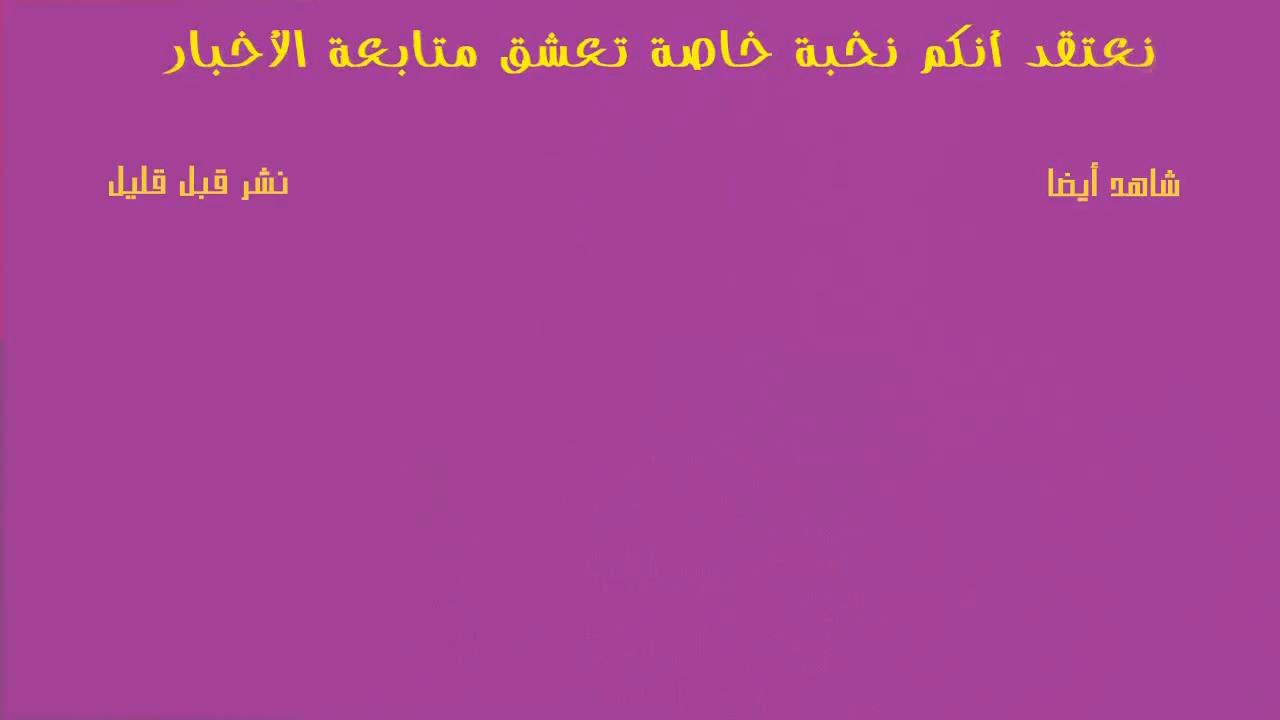 نعتقد أنكم نخبة خاصة تعشق متابعة الأخبار
شاهد أيضا
نشر قبل قليل